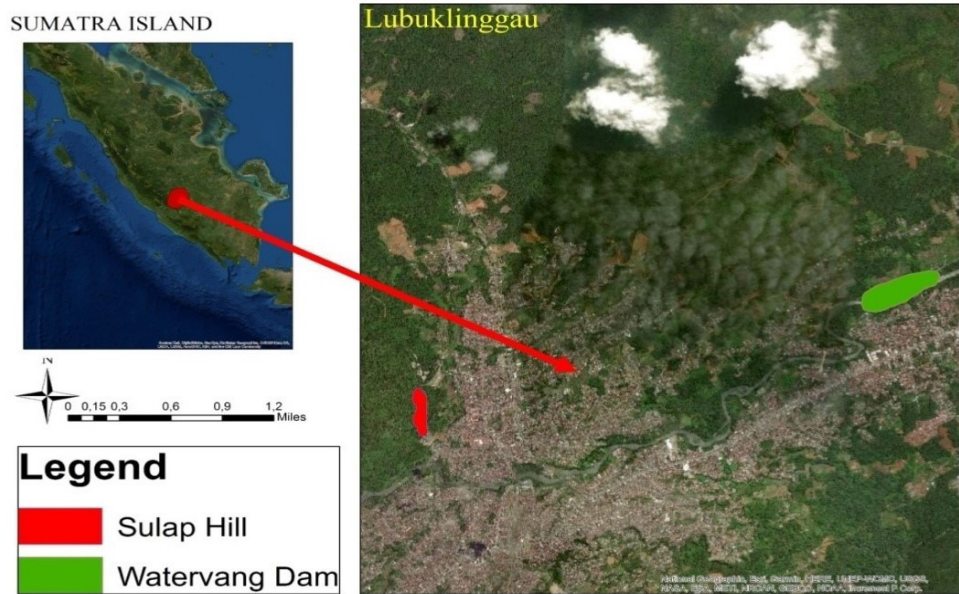 SUMATRA ISLAND
Lubuklinggau
N
0 0,15 0,3 0,6 0,9 1,2
Miles
Legend
Sulap Hill
Watervang Dam
National Geographic, Esri, Garmin, HERE, UNEP-WCMC, USGS,
NASA, ESA, METI, NRCAN, GEBCO, NOAA, increment P Corp.